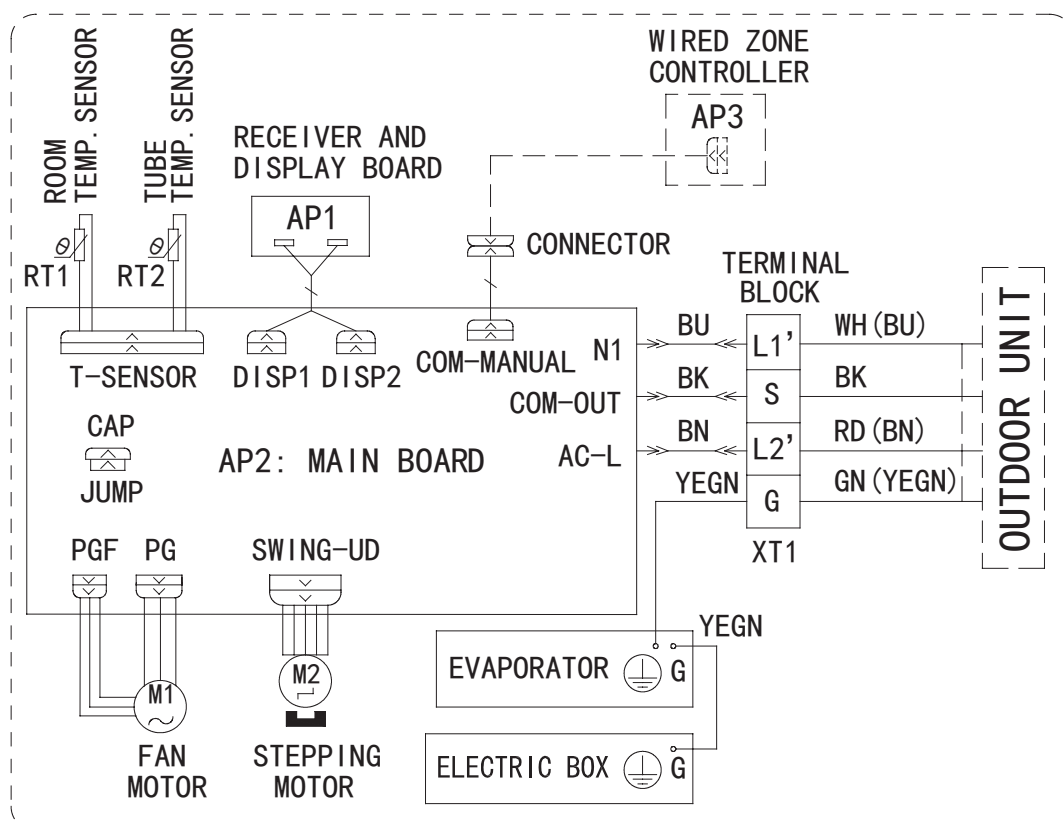 ROOM
TEMP. SENSOR
TUBE
TEMP. SENSOR
RECEIVER AND
DISPLAY BOARD
WIRED ZONE
CONTROLLER
AP3
AP1
CONNECTOR
θ
RT1
θ
RT2
TERMINAL
BLOCK
T-SENSOR
DISP1
DISP2
COM-MANUAL
N1
BU
L1'
WH(BU)
COM-OUT
BK
S
BK
AC-L
BN
L2'
RD(BN)
YEGN
G
GN(YEGN)
XT1
OUTDOOR UNIT
CAP
JUMP
AP2: MAIN BOARD
PGF
PG
SWING-UD
M1
FAN
MOTOR
M2
STEPPING
MOTOR
YEGN
EVAPORATOR
G
ELECTRIC BOX
G